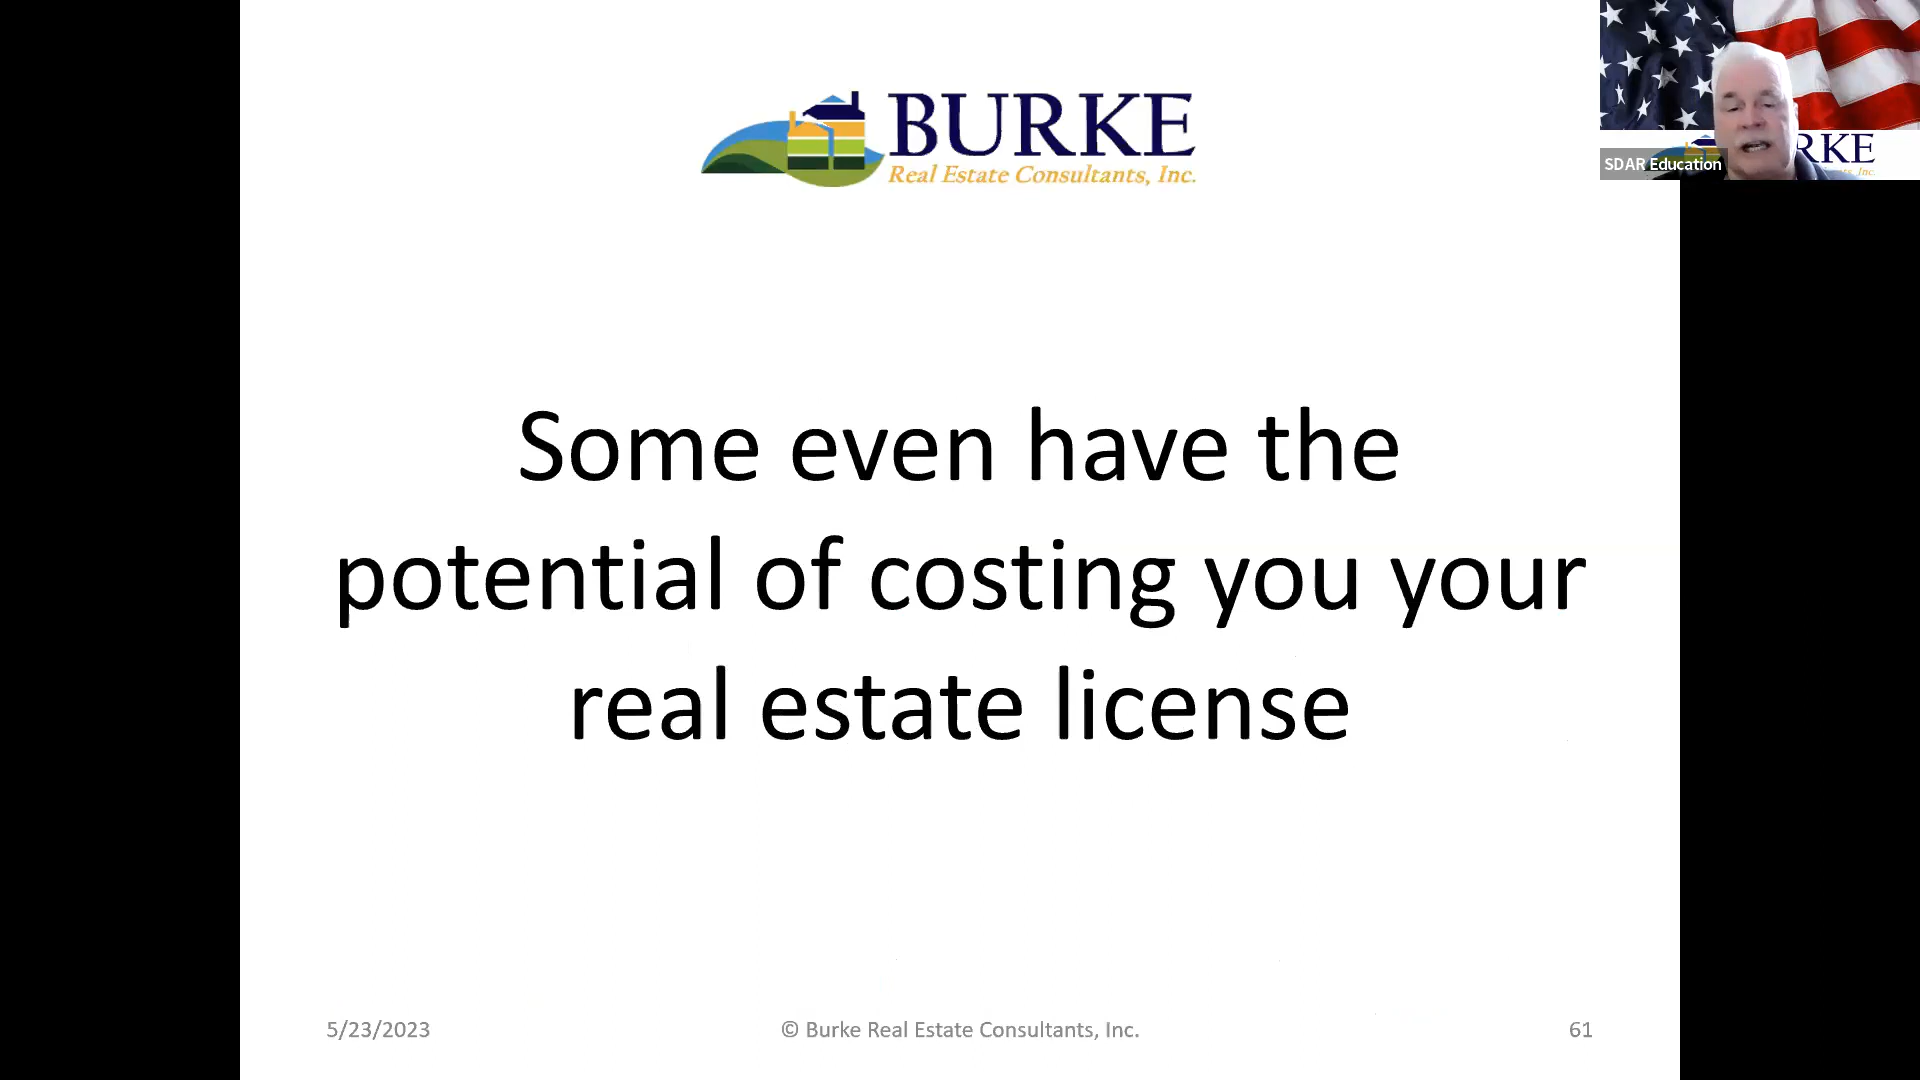 BURKE
Real Estate Consultants, Inc.
RKE
SDAR Education
Some even have the
potential of costing you your
real estate license
5/23/2023
© Burke Real Estate Consultants, Inc.
61